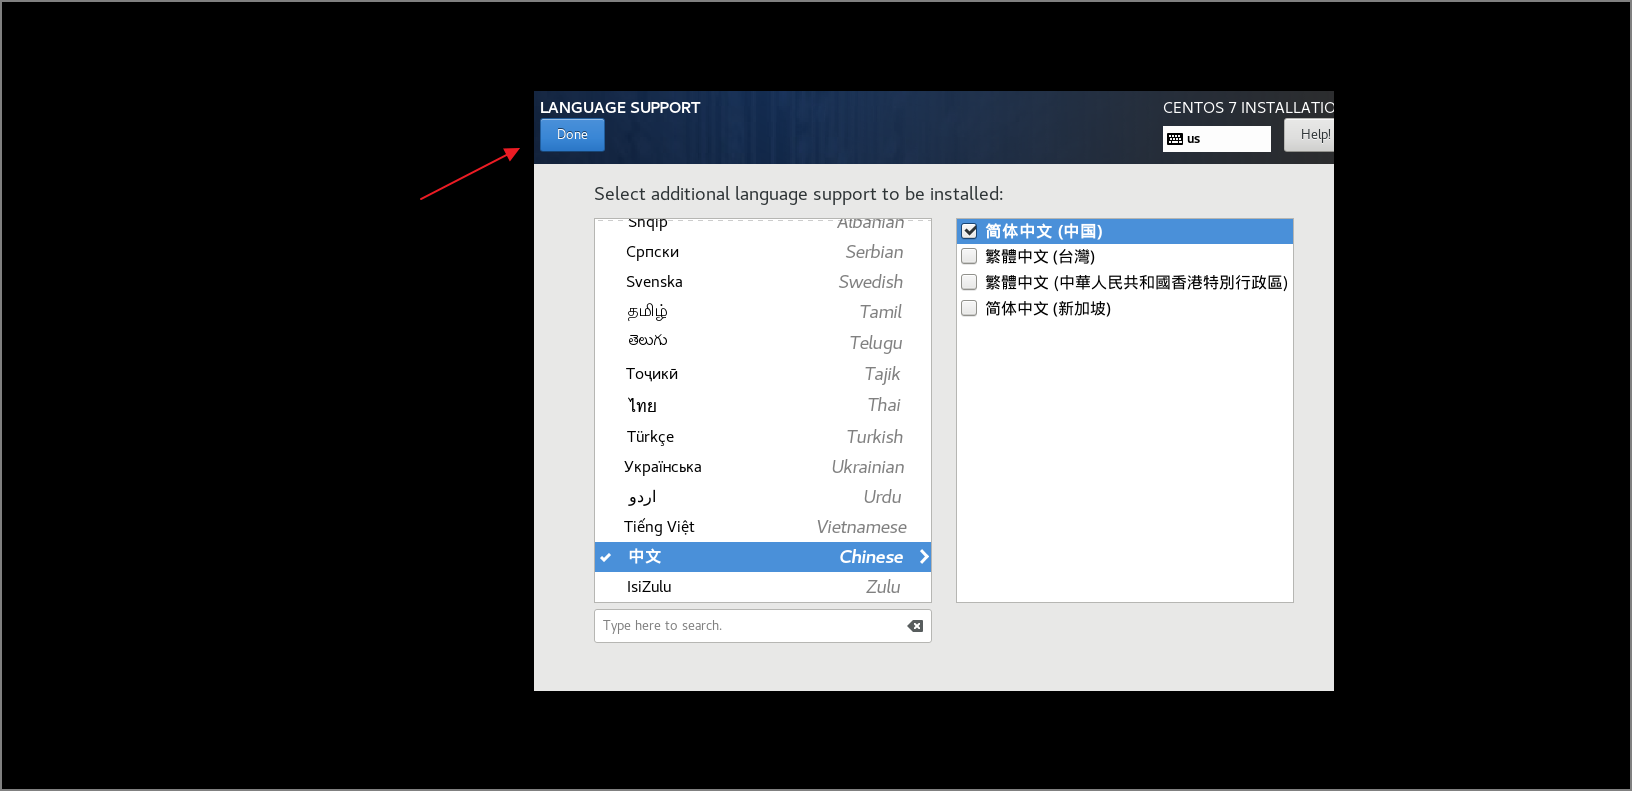 LANGUAGE SUPPORT
CENTOS 7 INSTALLATIO
Done
us
Help!
Select additional language support to be installed:
Shqip Albanian
Српски Serbian
Svenska Swedish
தமிழ் Tamil
తెలుగు Telugu
Тоҷикӣ Tajik
ไทย Thai
Türkçe Turkish
Українська Ukrainian
اردو Urdu
Tiếng Việt Vietnamese
中文 Chinese
IsiZulu Zulu
Type here to search.
简体中文 (中国)
繁體中文 (台灣)
繁體中文 (中華人民共和國香港特別行政區)
简体中文 (新加坡)